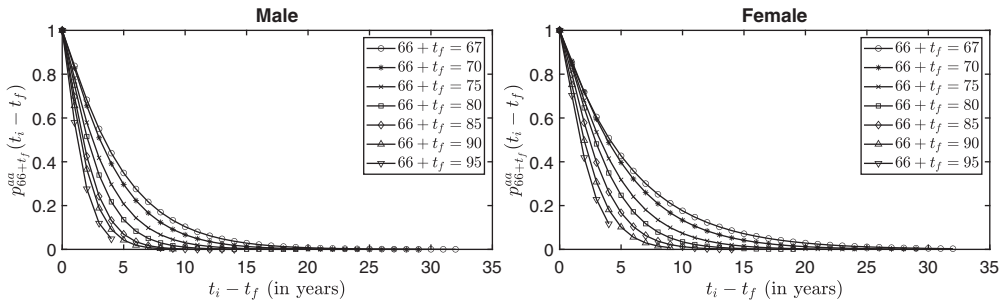 Male
1
0.8
0.6
0.4
0.2
0
0 5 10 15 20 25 30 35
$p^{aa}_{66+t_f}(t_i - t_f)$
$t_i - t_f$ (in years)
$66 + t_f = 67$
$66 + t_f = 70$
$66 + t_f = 75$
$66 + t_f = 80$
$66 + t_f = 85$
$66 + t_f = 90$
$66 + t_f = 95$
Female
1
0.8
0.6
0.4
0.2
0
0 5 10 15 20 25 30 35
$p^{aa}_{66+t_f}(t_i - t_f)$
$t_i - t_f$ (in years)
$66 + t_f = 67$
$66 + t_f = 70$
$66 + t_f = 75$
$66 + t_f = 80$
$66 + t_f = 85$
$66 + t_f = 90$
$66 + t_f = 95$